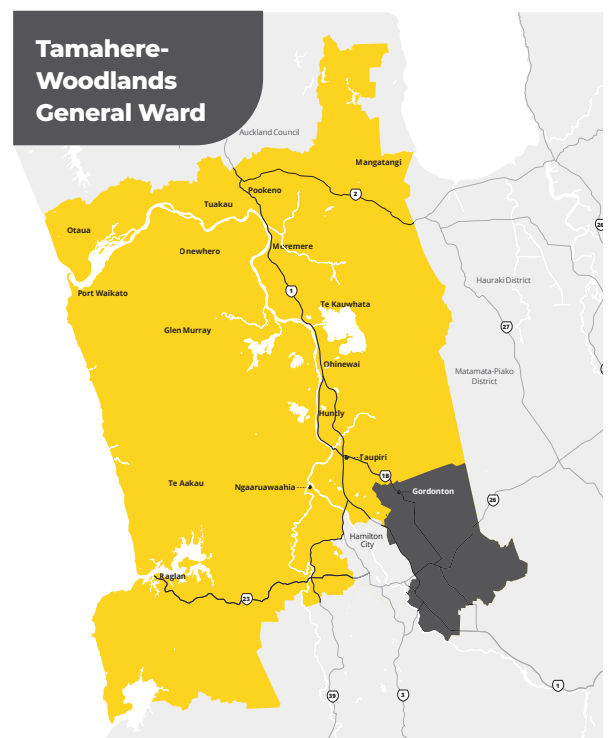 Tamahere-
Woodlands
General Ward
Auckland Council
Mangatangi
Pookeno
2
Tuakau
26
Otaua
Onewhero
Meremere
Hauraki District
Port Waikato
1
Te Kauwhata
27
Glen Murray
Ohinewai
Matamata-Piako
District
Huntly
Taupiri
18
Te Aakau
Ngaaruawaahia
Gordonton
26
Hamilton
City
Raglan
23
1
39
3